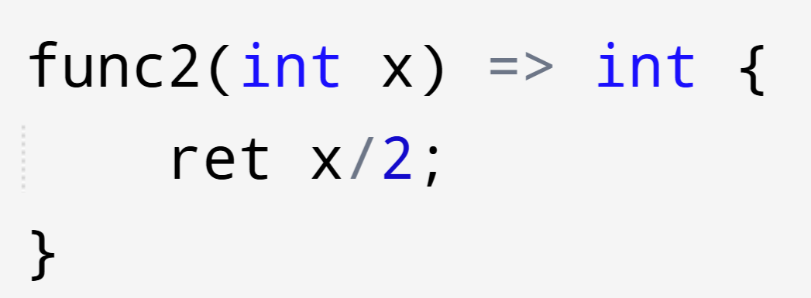 func2(int x) => int {
    ret x/2;
}